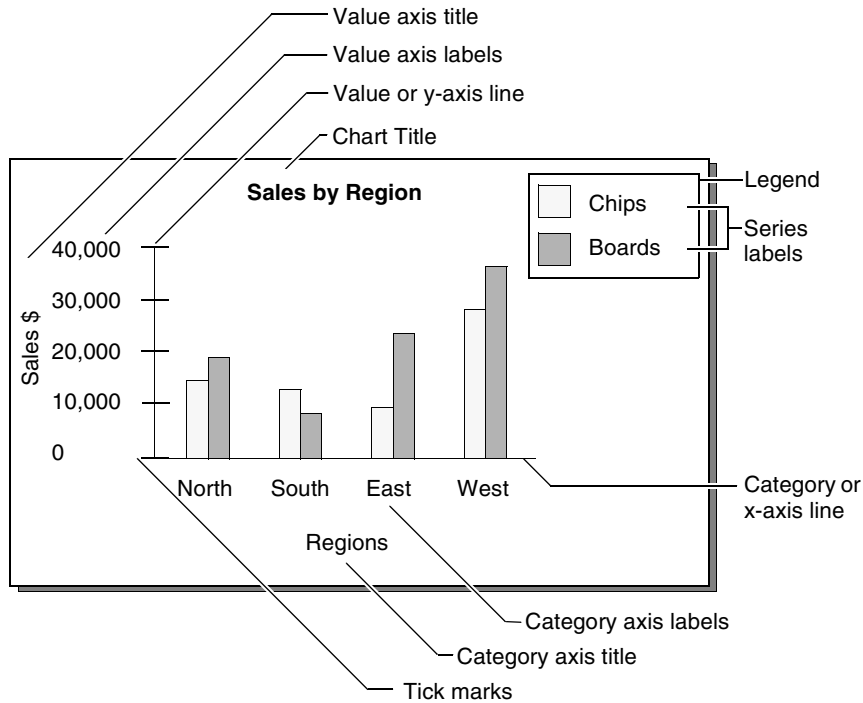 Value axis title
Value axis labels
Value or y-axis line
Chart Title
Sales by Region
Legend
Chips
Boards
Series
labels
40,000
30,000
20,000
10,000
0
Sales $
North South East West
Category or
x-axis line
Regions
Category axis labels
Category axis title
Tick marks